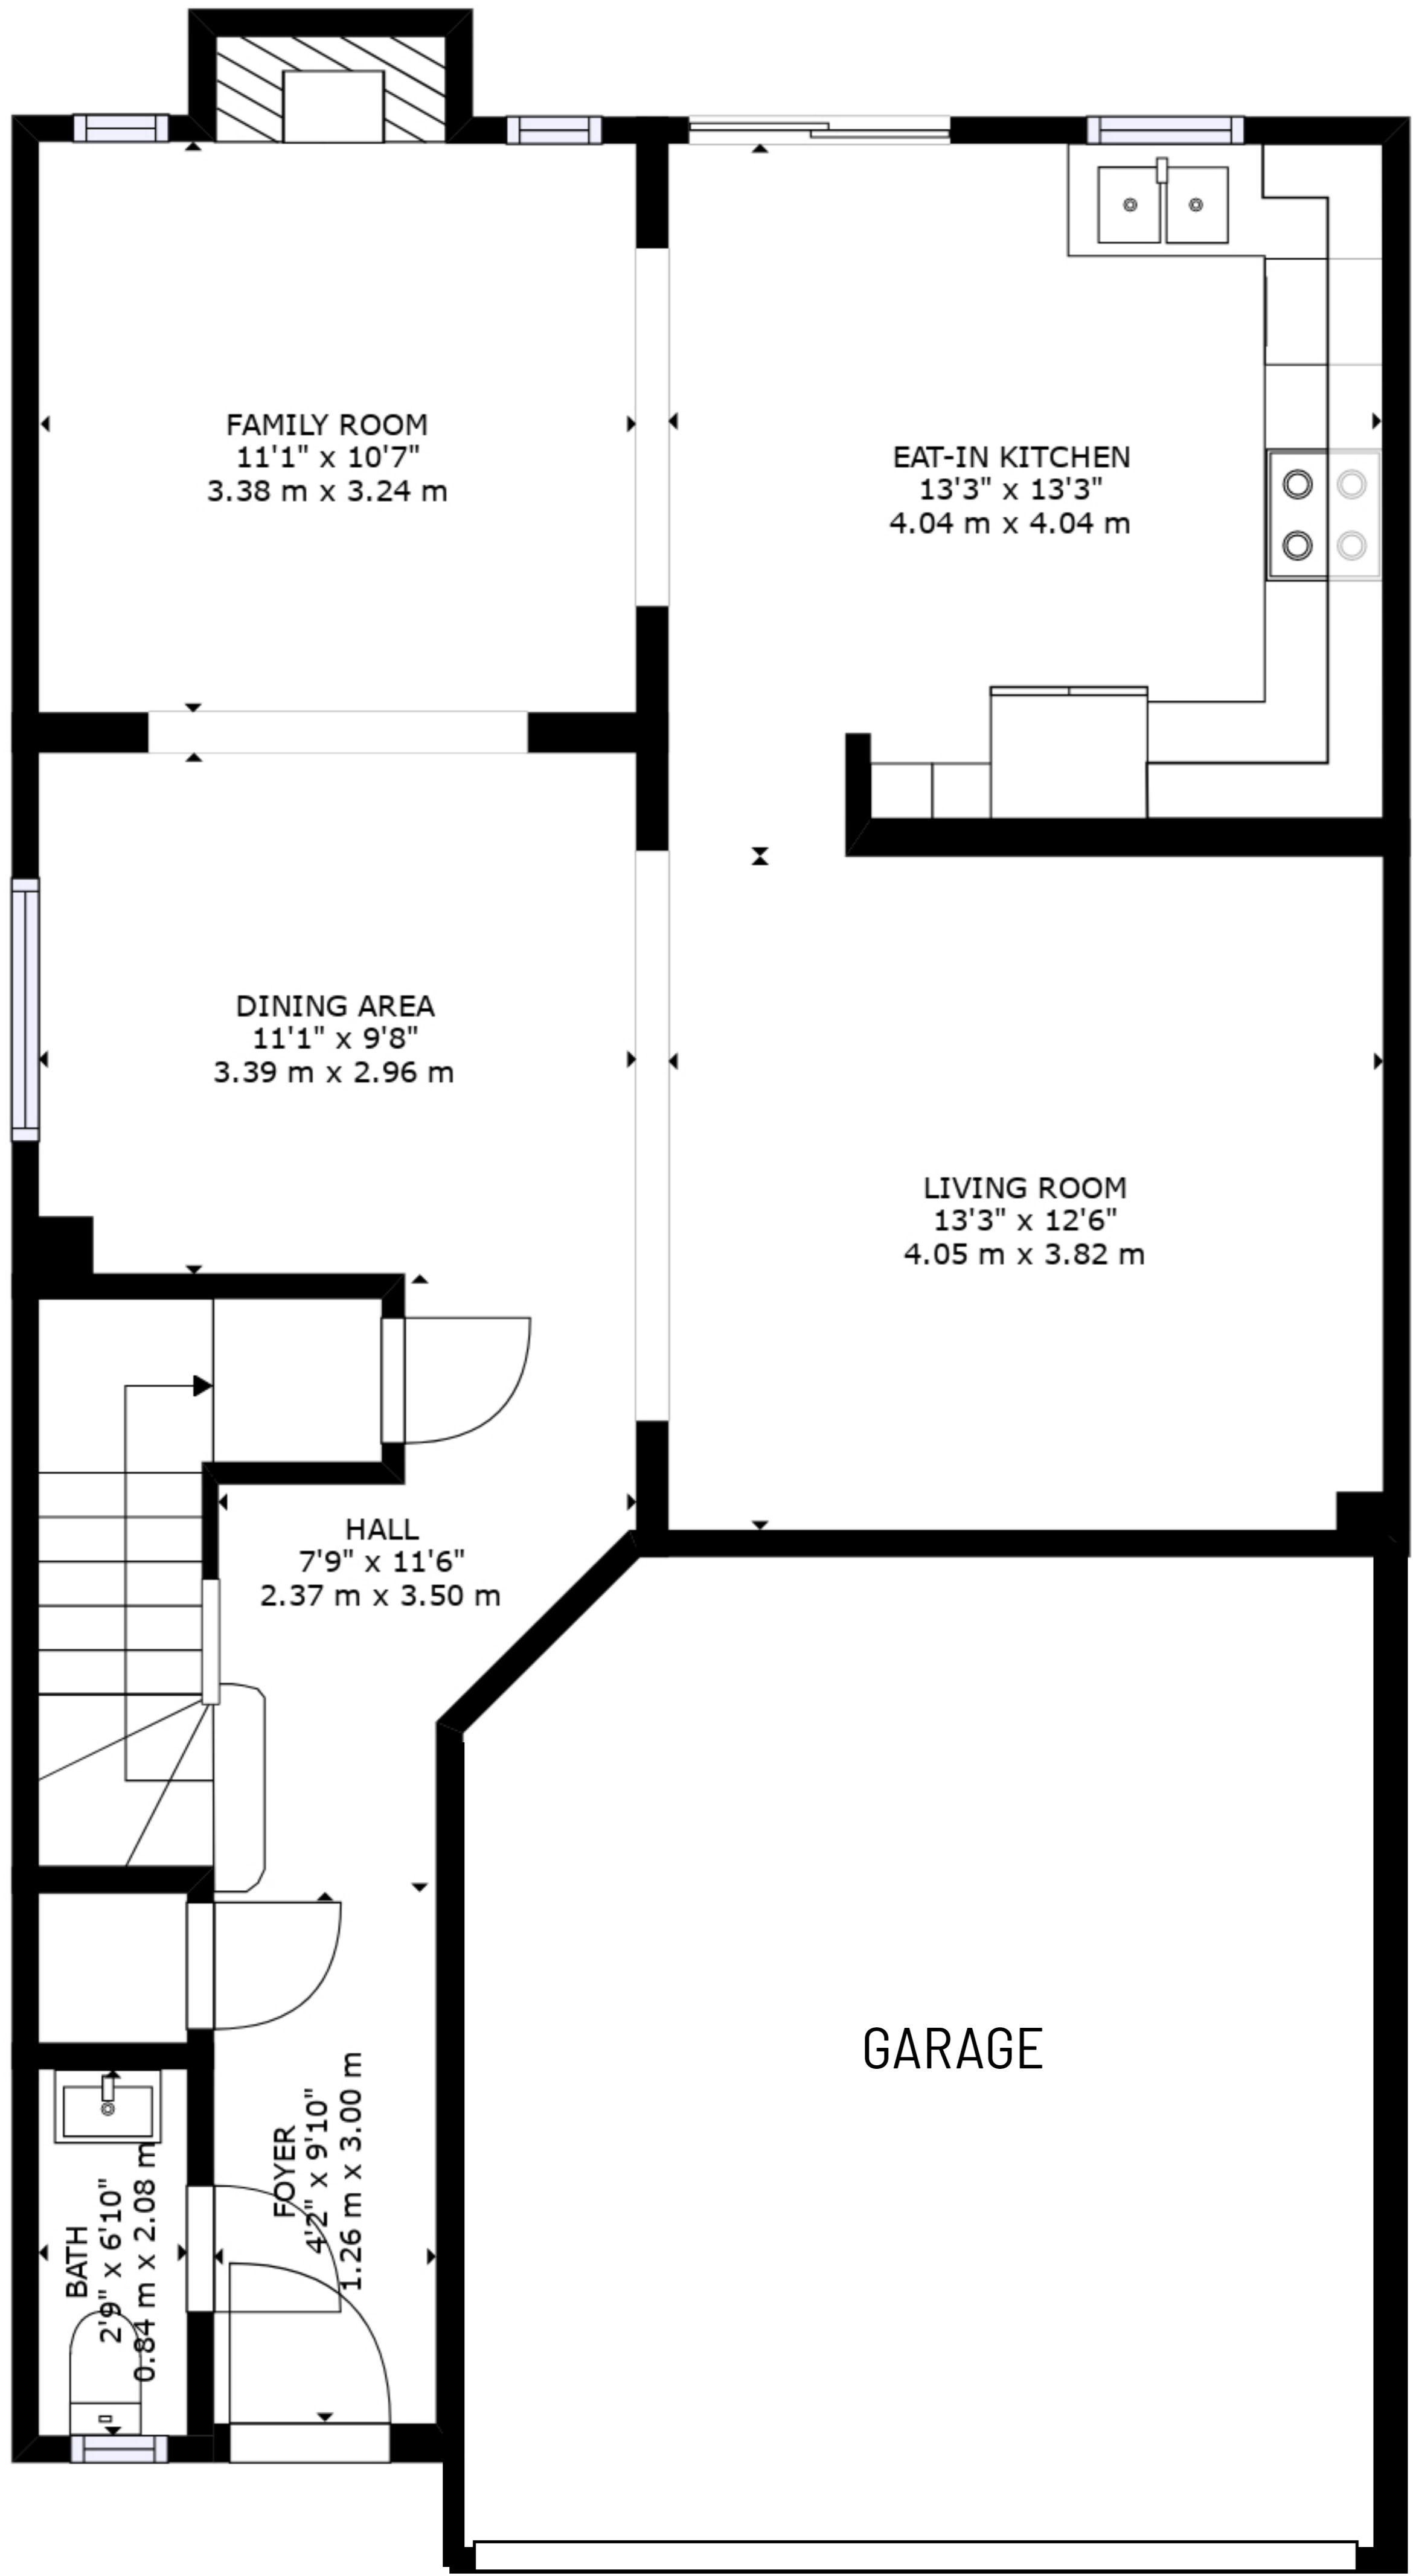 FAMILY ROOM
11'1" x 10'7"
3.38 m x 3.24 m
EAT-IN KITCHEN
13'3" x 13'3"
4.04 m x 4.04 m
DINING AREA
11'1" x 9'8"
3.39 m x 2.96 m
LIVING ROOM
13'3" x 12'6"
4.05 m x 3.82 m
HALL
7'9" x 11'6"
2.37 m x 3.50 m
GARAGE
FOYER
4'2" x 9'10"
1.26 m x 3.00 m
BATH
2'9" x 6'10"
0.84 m x 2.08 m